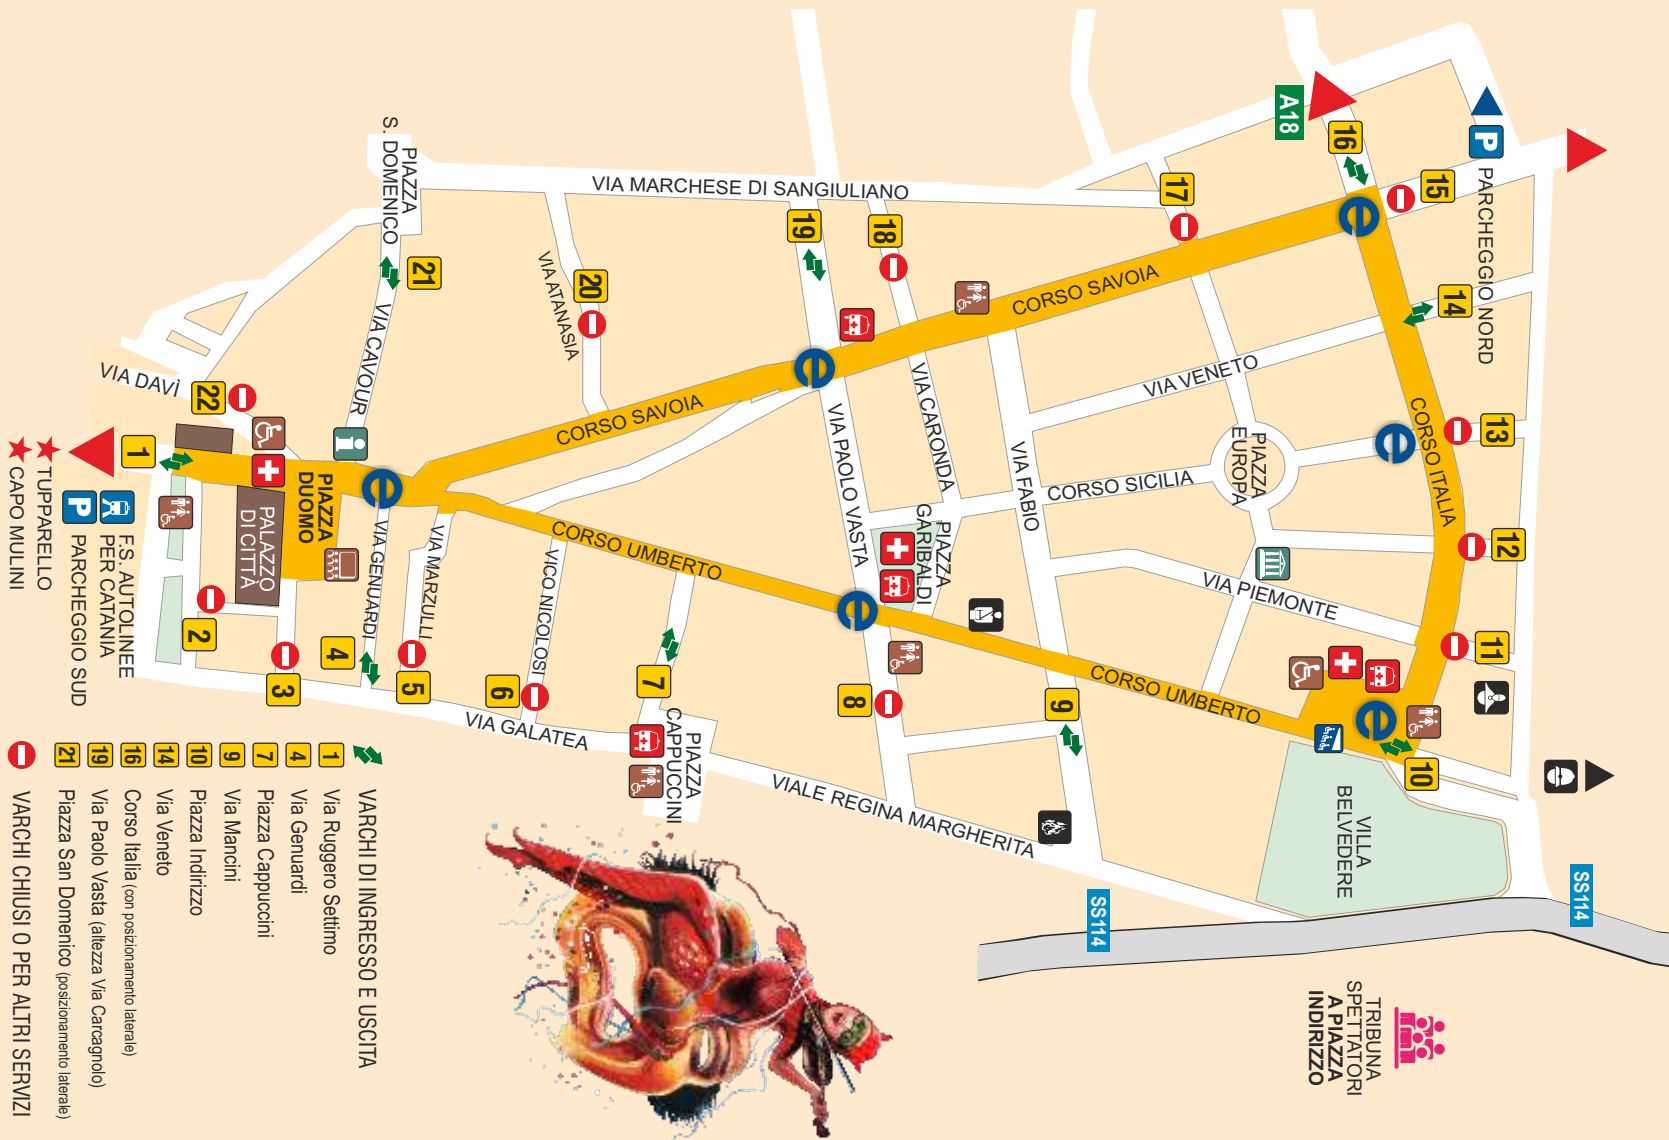 A18
16
15
P
PARCHEGGIO NORD
17
14
VIA MARCHESE DI SANGIULIANO
19
18
20
21
PIAZZA
S. DOMENICO
VIA CAVOUR
VIA ATANASIA
CORSO SAVOIA
CORSO SAVOIA
VIA VENETO
VIA CARONDA
VIA PAOLO VASTA
VIA FABIO
PIAZZA
EUROPA
CORSO SICILIA
CORSO ITALIA
13
12
11
VIA PIEMONTE
e
e
e
e
e
e
VIA DAVÌ
22
1
i
PIAZZA
DUOMO
PALAZZO
DI CITTÀ
VIA GENUARDI
VIA MARZULLI
VICO NICOLOSI
CORSO UMBERTO
CORSO UMBERTO
PIAZZA
GARIBALDI
2
3
4
5
6
7
8
9
10
VIA GALATEA
PIAZZA
CAPPUCCINI
VIALE REGINA MARGHERITA
VILLA
BELVEDERE
SS114
SS114
TUPPARELLO
CAPO MULINI
F.S. AUTOLINEE
PER CATANIA
P
PARCHEGGIO SUD
TRIBUNA
SPETTATORI
A PIAZZA
INDIRIZZO
VARCHI DI INGRESSO E USCITA
1 Via Ruggero Settimo
4 Via Genuardi
7 Piazza Cappuccini
9 Via Mancini
10 Piazza Indirizzo
14 Via Veneto
16 Corso Italia (con posizionamento laterale)
19 Via Paolo Vasta (altezza Via Carcagnolo)
21 Piazza San Domenico (posizionamento laterale)
VARCHI CHIUSI O PER ALTRI SERVIZI